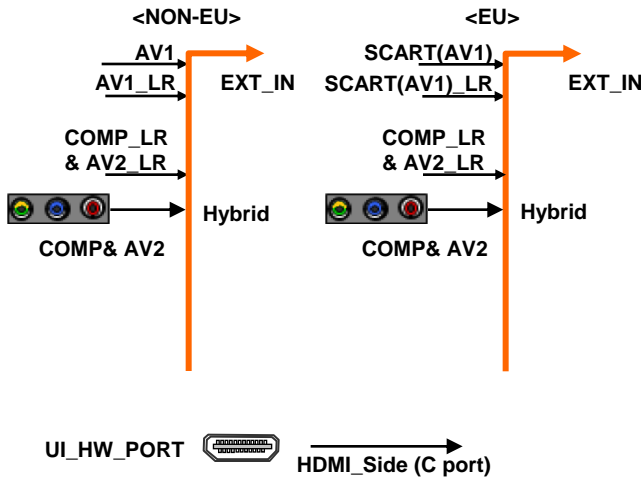 <NON-EU>
AV1
AV1_LR
EXT_IN
COMP_LR
& AV2_LR
Hybrid
COMP& AV2
<EU>
SCART(AV1)
SCART(AV1)_LR
EXT_IN
COMP_LR
& AV2_LR
Hybrid
COMP& AV2
UI_HW_PORT
HDMI_Side (C port)